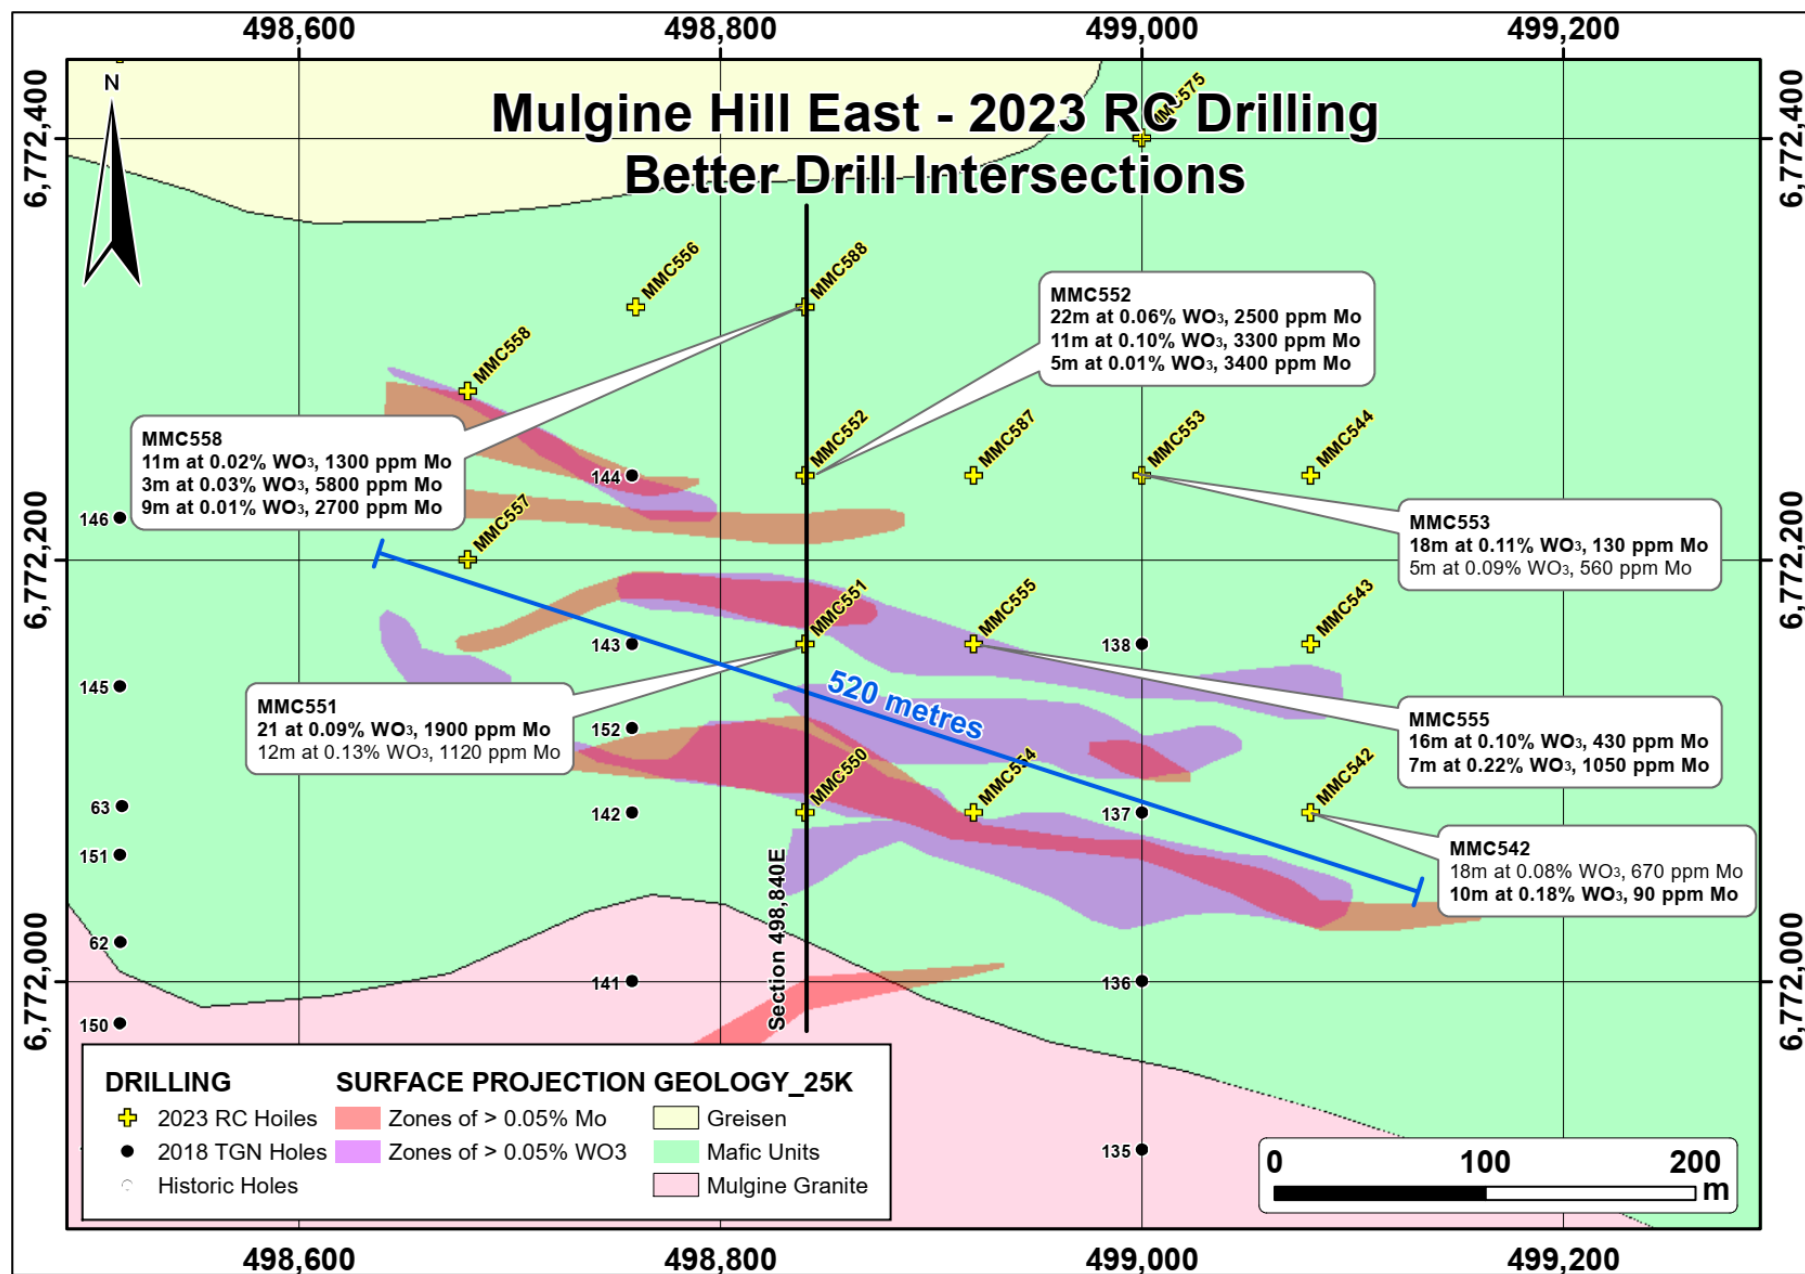 498,600
498,800
499,000
499,200
6,772,400
6,772,400
N
Mulgine Hill East - 2023 RC Drilling
Better Drill Intersections
MMC575
MMC556
MMC588
MMC558
MMC552
22m at 0.06% WO₃, 2500 ppm Mo
11m at 0.10% WO₃, 3300 ppm Mo
5m at 0.01% WO₃, 3400 ppm Mo
MMC558
11m at 0.02% WO₃, 1300 ppm Mo
3m at 0.03% WO₃, 5800 ppm Mo
9m at 0.01% WO₃, 2700 ppm Mo
144
MMC552
MMC587
MMC553
MMC544
146
MMC557
MMC553
18m at 0.11% WO₃, 130 ppm Mo
5m at 0.09% WO₃, 560 ppm Mo
6,772,200
6,772,200
143
MMC551
MMC555
138
MMC543
145
520 metres
MMC551
21 at 0.09% WO₃, 1900 ppm Mo
12m at 0.13% WO₃, 1120 ppm Mo
152
MMC555
16m at 0.10% WO₃, 430 ppm Mo
7m at 0.22% WO₃, 1050 ppm Mo
63
142
MMC550
MMC554
137
MMC542
151
MMC542
18m at 0.08% WO₃, 670 ppm Mo
10m at 0.18% WO₃, 90 ppm Mo
Section 498,840E
62
141
136
6,772,000
6,772,000
150
135
DRILLING
2023 RC Hoiles
2018 TGN Holes
Historic Holes
SURFACE PROJECTION
Zones of > 0.05% Mo
Zones of > 0.05% WO3
GEOLOGY_25K
Greisen
Mafic Units
Mulgine Granite
0
100
200
m
498,600
498,800
499,000
499,200